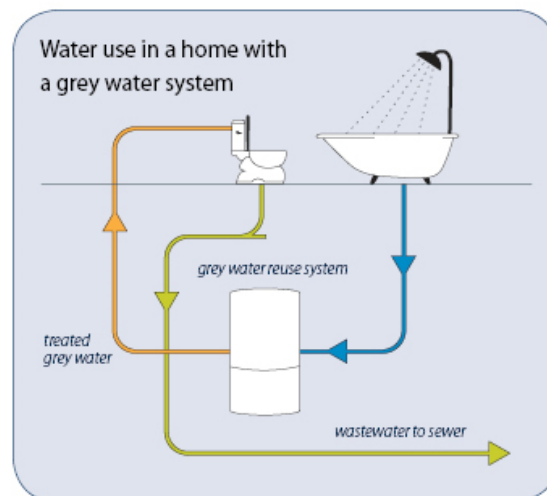 Water use in a home with
a grey water system
grey water reuse system
treated
grey water
wastewater to sewer